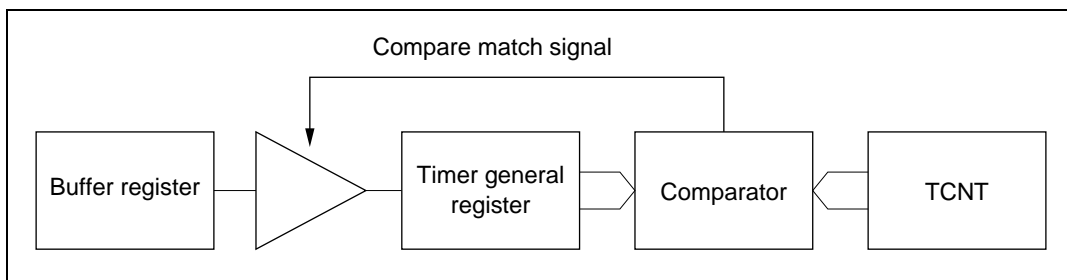 Compare match signal
Buffer register
Timer general
register
Comparator
TCNT